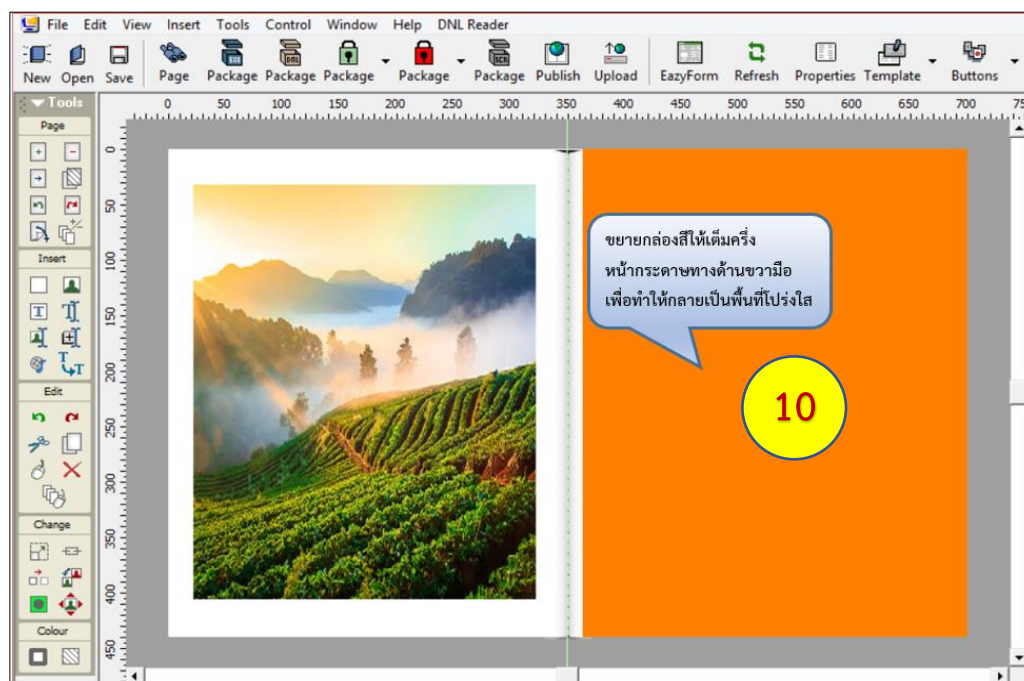 File Edit View Insert Tools Control Window Help DNL Reader
New Open Save Page Package Package Package Package Package Publish Upload EazyForm Refresh Properties Template Buttons
Tools
0 50 100 150 200 250 300 350 400 450 500 550 600 650 700 75
Page
0
50
Insert
100
150
200
Edit
250
300
Change
350
400
Colour
450
ขยายกล่องสีให้เต็มครึ่ง
หน้ากระดาษทางด้านขวามือ
เพื่อทำให้กลายเป็นพื้นที่โปร่งใส
10